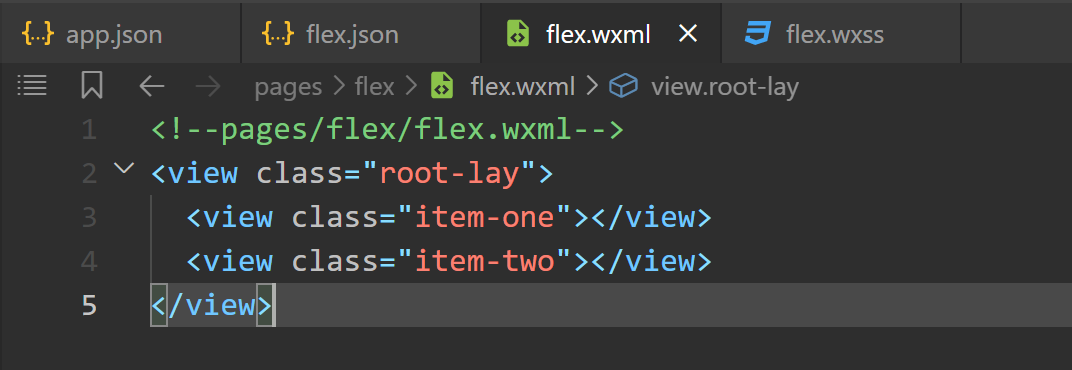 {..} app.json {..} flex.json flex.wxml × flex.wxss
pages > flex > flex.wxml > view.root-lay
1 <!--pages/flex/flex.wxml-->
2 <view class="root-lay">
3 <view class="item-one"></view>
4 <view class="item-two"></view>
5 </view>